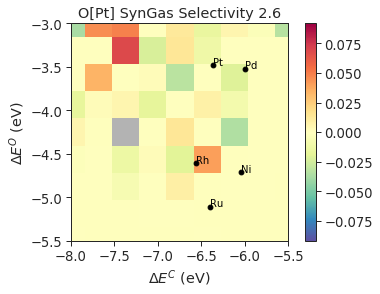 O[Pt] SynGas Selectivity 2.6
−3.0
−3.5
−4.0
−4.5
−5.0
−5.5
ΔE^O (eV)
Pt
Pd
Rh
Ni
Ru
−8.0 −7.5 −7.0 −6.5 −6.0 −5.5
ΔE^C (eV)
0.075
0.050
0.025
0.000
−0.025
−0.050
−0.075